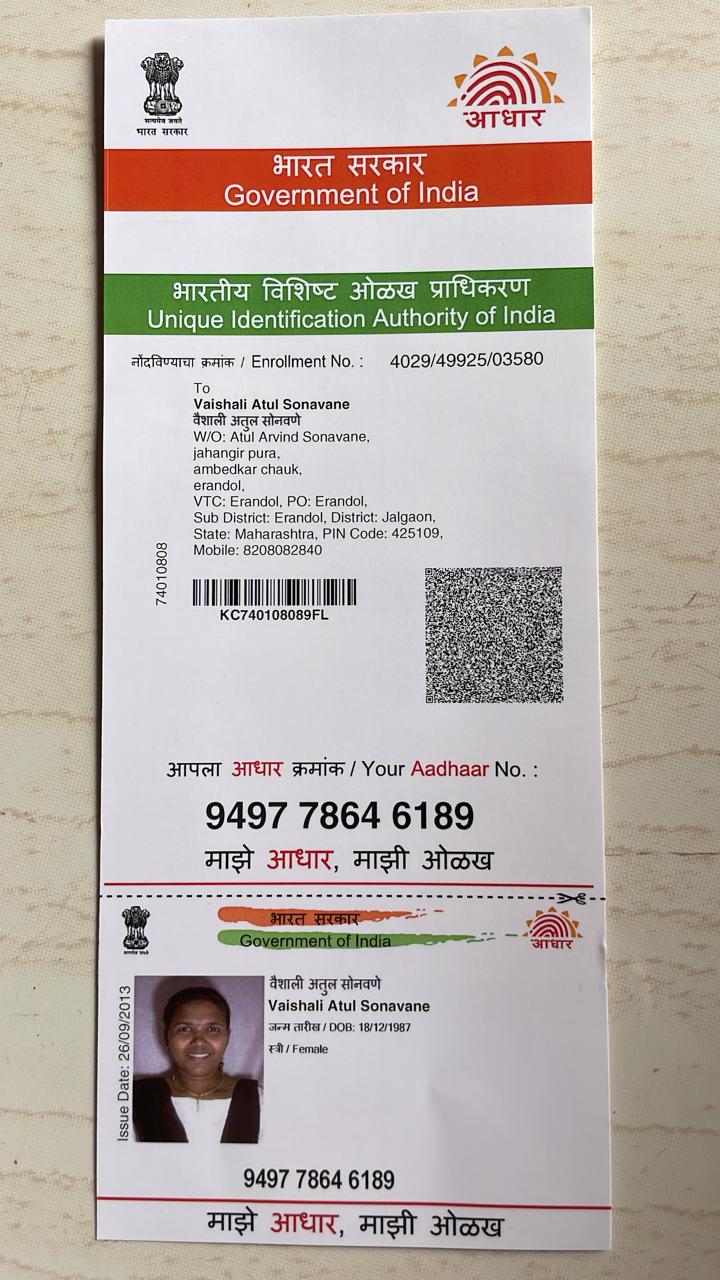 सत्यमेव जयते
भारत सरकार
आधार
भारत सरकार
Government of India
भारतीय विशिष्ट ओळख प्राधिकरण
Unique Identification Authority of India
नोंदविण्याचा क्रमांक / Enrollment No. : 4029/49925/03580
To
Vaishali Atul Sonavane
वैशाली अतुल सोनवणे
W/O: Atul Arvind Sonavane,
jahangir pura,
ambedkar chauk,
erandol,
VTC: Erandol, PO: Erandol,
Sub District: Erandol, District: Jalgaon,
State: Maharashtra, PIN Code: 425109,
Mobile: 8208082840
74010808
KC740108089FL
आपला आधार क्रमांक / Your Aadhaar No. :
9497 7864 6189
माझे आधार, माझी ओळख
भारत सरकार
Government of India
आधार
Issue Date: 26/09/2013
वैशाली अतुल सोनवणे
Vaishali Atul Sonavane
जन्म तारीख / DOB: 18/12/1987
स्त्री / Female
9497 7864 6189
माझे आधार, माझी ओळख